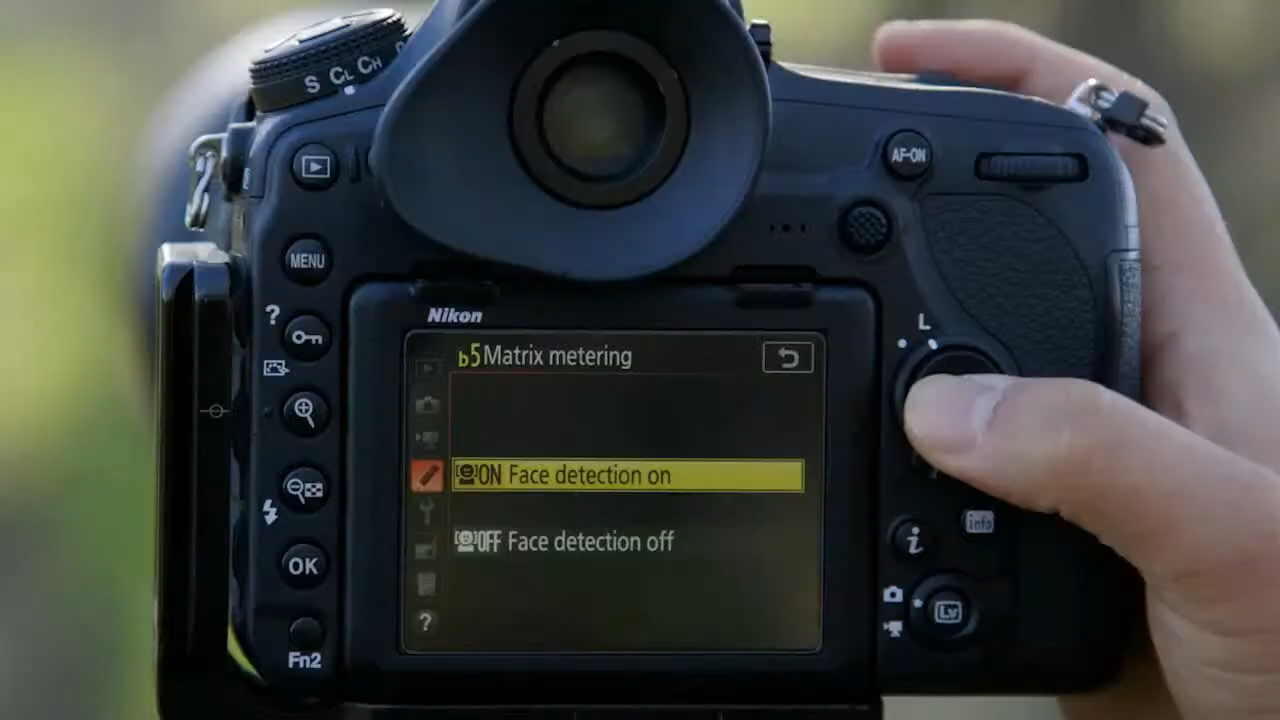 S CL CH
AF-ON
MENU
?
L
Nikon
b5 Matrix metering
ON Face detection on
OFF Face detection off
?
info
i
OK
Lv
Fn2